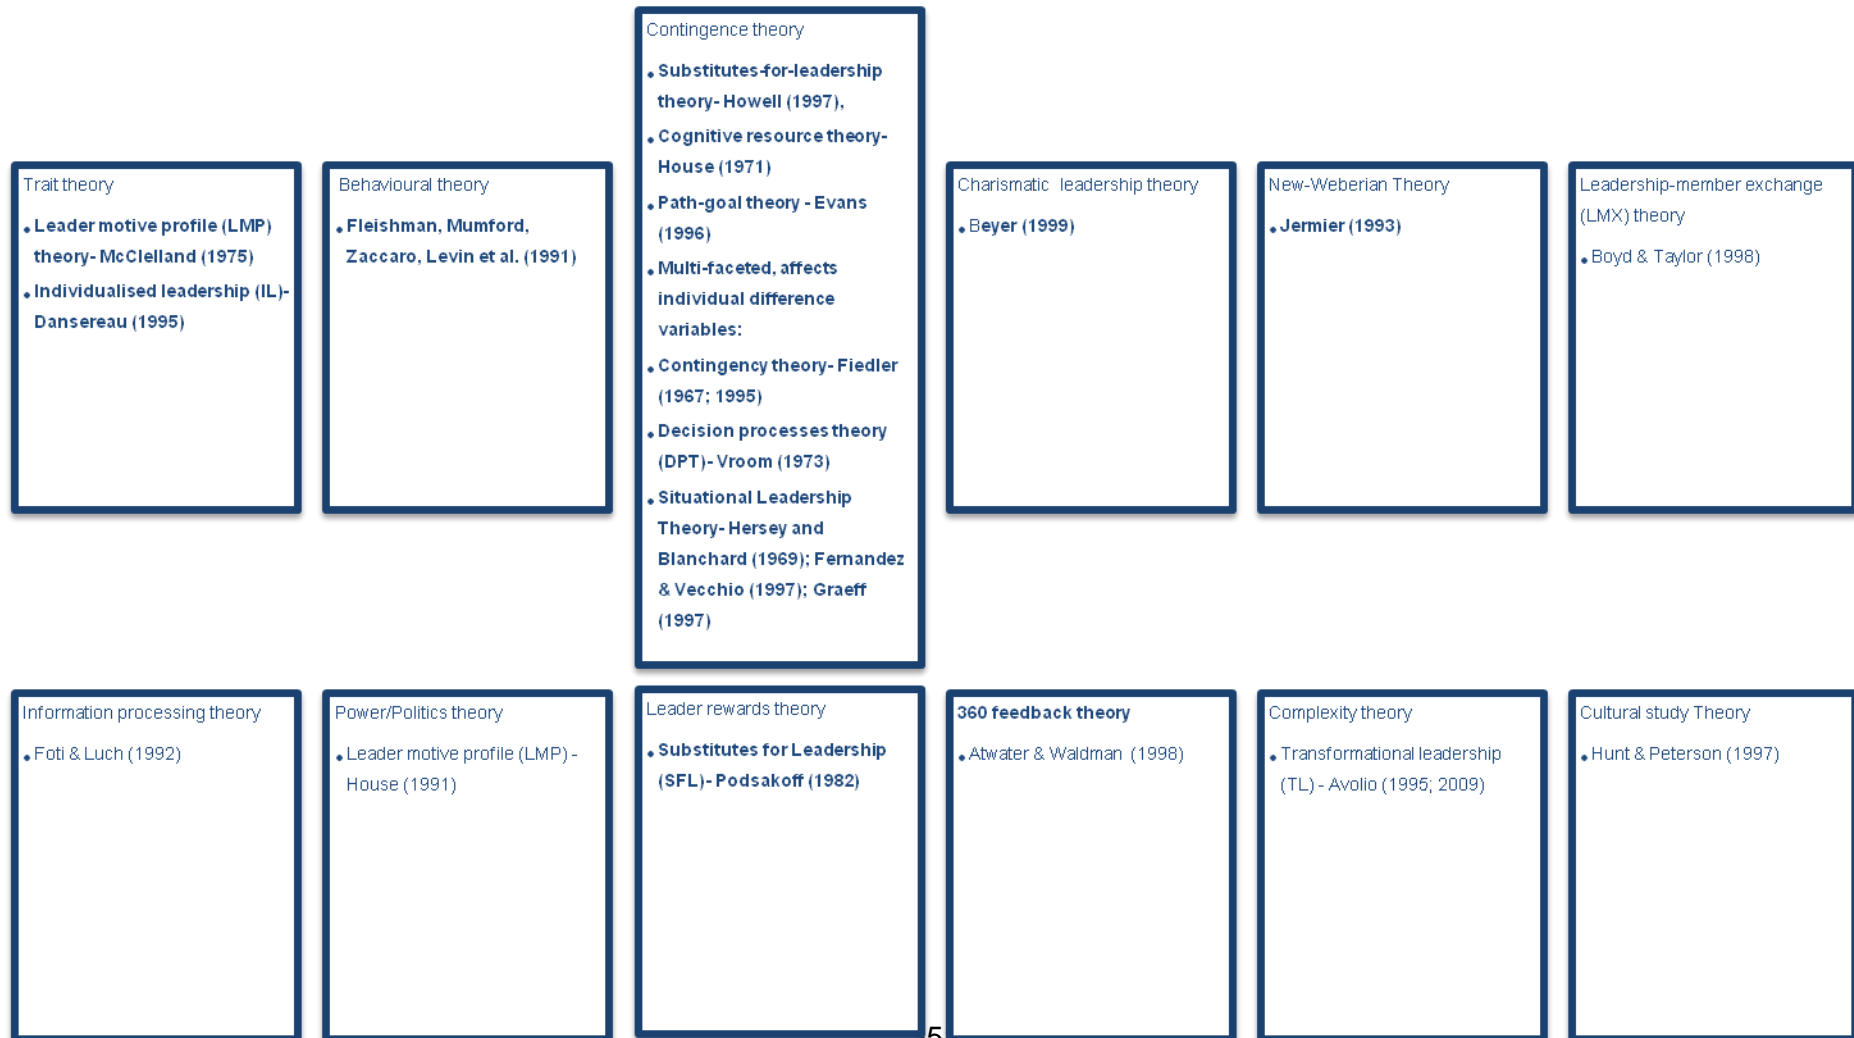 Contingence theory
• Substitutes-for-leadership
theory- Howell (1997),
• Cognitive resource theory-
House (1971)
• Path-goal theory - Evans
(1996)
• Multi-faceted, affects
individual difference
variables:
• Contingency theory- Fiedler
(1967; 1995)
• Decision processes theory
(DPT)- Vroom (1973)
• Situational Leadership
Theory- Hersey and
Blanchard (1969); Fernandez
& Vecchio (1997); Graeff
(1997)
Trait theory
• Leader motive profile (LMP)
theory- McClelland (1975)
• Individualised leadership (IL)-
Dansereau (1995)
Behavioural theory
• Fleishman, Mumford,
Zaccaro, Levin et al. (1991)
Charismatic leadership theory
• Beyer (1999)
New-Weberian Theory
• Jermier (1993)
Leadership-member exchange
(LMX) theory
• Boyd & Taylor (1998)
Information processing theory
• Foti & Luch (1992)
Power/Politics theory
• Leader motive profile (LMP) -
House (1991)
Leader rewards theory
• Substitutes for Leadership
(SFL)- Podsakoff (1982)
360 feedback theory
• Atwater & Waldman (1998)
Complexity theory
• Transformational leadership
(TL) - Avolio (1995; 2009)
Cultural study Theory
• Hunt & Peterson (1997)
5